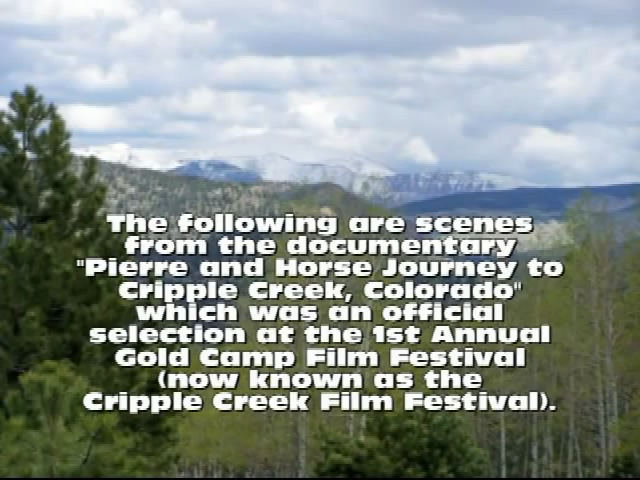 The following are scenes
from the documentary
"Pierre and Horse Journey to
Cripple Creek, Colorado"
which was an official
selection at the 1st Annual
Gold Camp Film Festival
(now known as the
Cripple Creek Film Festival).